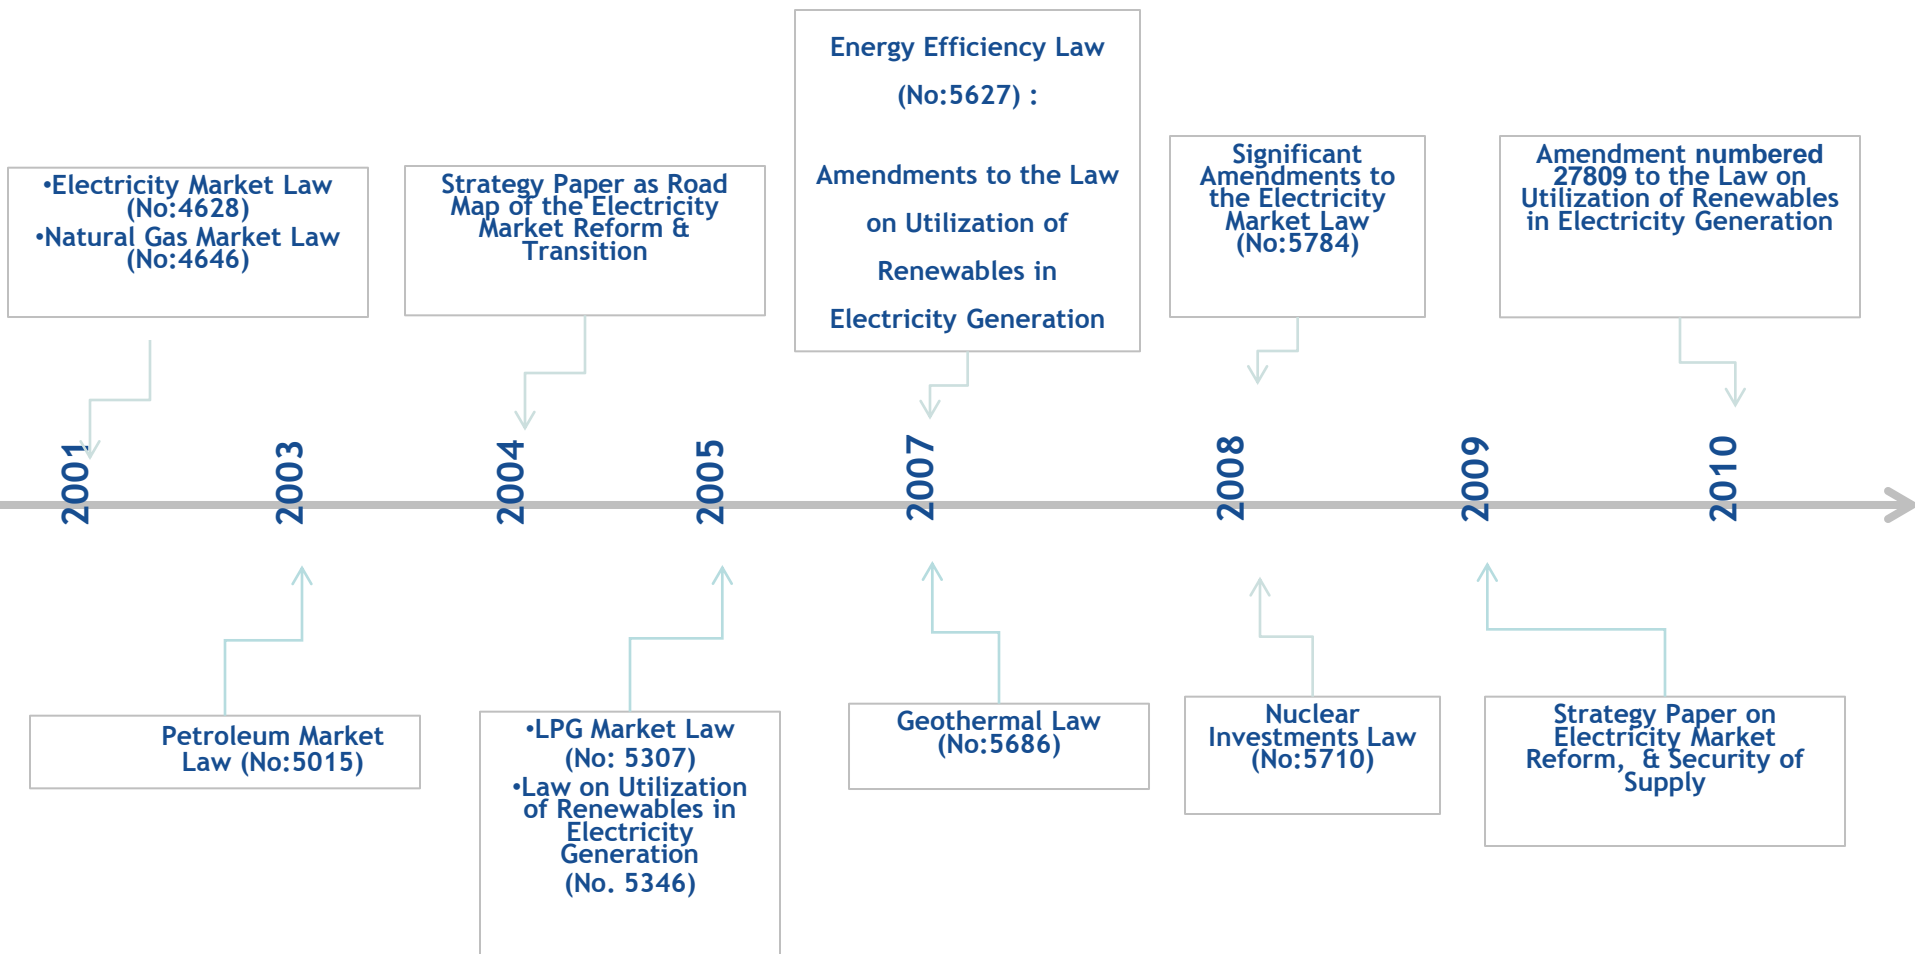 •Electricity Market Law
(No:4628)
•Natural Gas Market Law
(No:4646)
Strategy Paper as Road
Map of the Electricity
Market Reform &
Transition
Energy Efficiency Law
(No:5627) :
Amendments to the Law
on Utilization of
Renewables in
Electricity Generation
Significant
Amendments to
the Electricity
Market Law
(No:5784)
Amendment numbered
27809 to the Law on
Utilization of Renewables
in Electricity Generation
2001
2003
2004
2005
2007
2008
2009
2010
Petroleum Market
Law (No:5015)
•LPG Market Law
(No: 5307)
•Law on Utilization
of Renewables in
Electricity
Generation
(No. 5346)
Geothermal Law
(No:5686)
Nuclear
Investments Law
(No:5710)
Strategy Paper on
Electricity Market
Reform,  & Security of
Supply